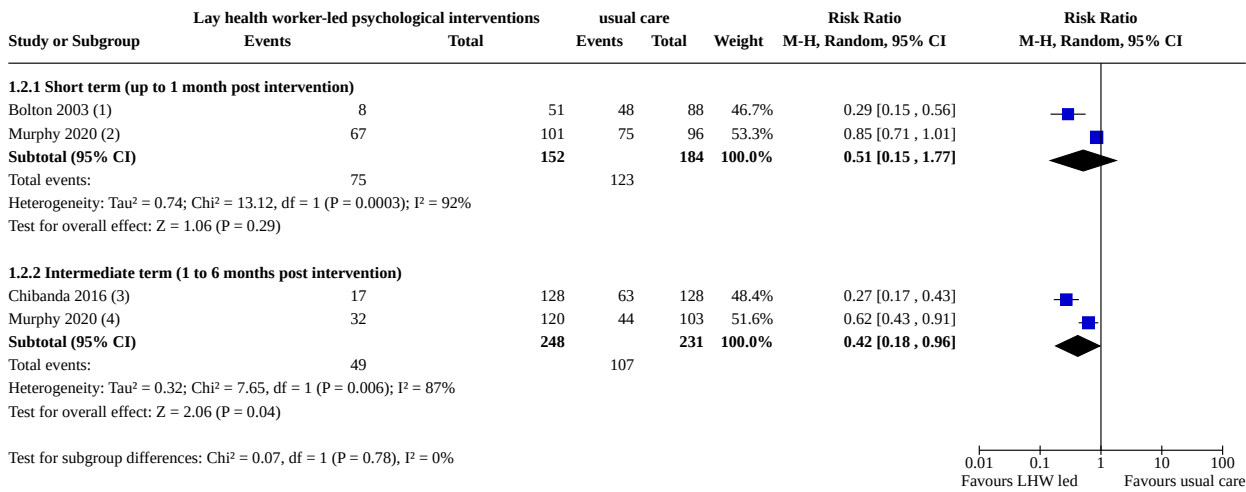 Lay health worker-led psychological interventions usual care Risk Ratio Risk Ratio
Study or Subgroup Events Total Events Total Weight M-H, Random, 95% CI M-H, Random, 95% CI
1.2.1 Short term (up to 1 month post intervention)
Bolton 2003 (1) 8 51 48 88 46.7% 0.29 [0.15 , 0.56]
Murphy 2020 (2) 67 101 75 96 53.3% 0.85 [0.71 , 1.01]
Subtotal (95% CI) 152 184 100.0% 0.51 [0.15 , 1.77]
Total events: 75 123
Heterogeneity: Tau² = 0.74; Chi² = 13.12, df = 1 (P = 0.0003); I² = 92%
Test for overall effect: Z = 1.06 (P = 0.29)
1.2.2 Intermediate term (1 to 6 months post intervention)
Chibanda 2016 (3) 17 128 63 128 48.4% 0.27 [0.17 , 0.43]
Murphy 2020 (4) 32 120 44 103 51.6% 0.62 [0.43 , 0.91]
Subtotal (95% CI) 248 231 100.0% 0.42 [0.18 , 0.96]
Total events: 49 107
Heterogeneity: Tau² = 0.32; Chi² = 7.65, df = 1 (P = 0.006); I² = 87%
Test for overall effect: Z = 2.06 (P = 0.04)
Test for subgroup differences: Chi² = 0.07, df = 1 (P = 0.78), I² = 0%
0.01 0.1 1 10 100
Favours LHW led Favours usual care